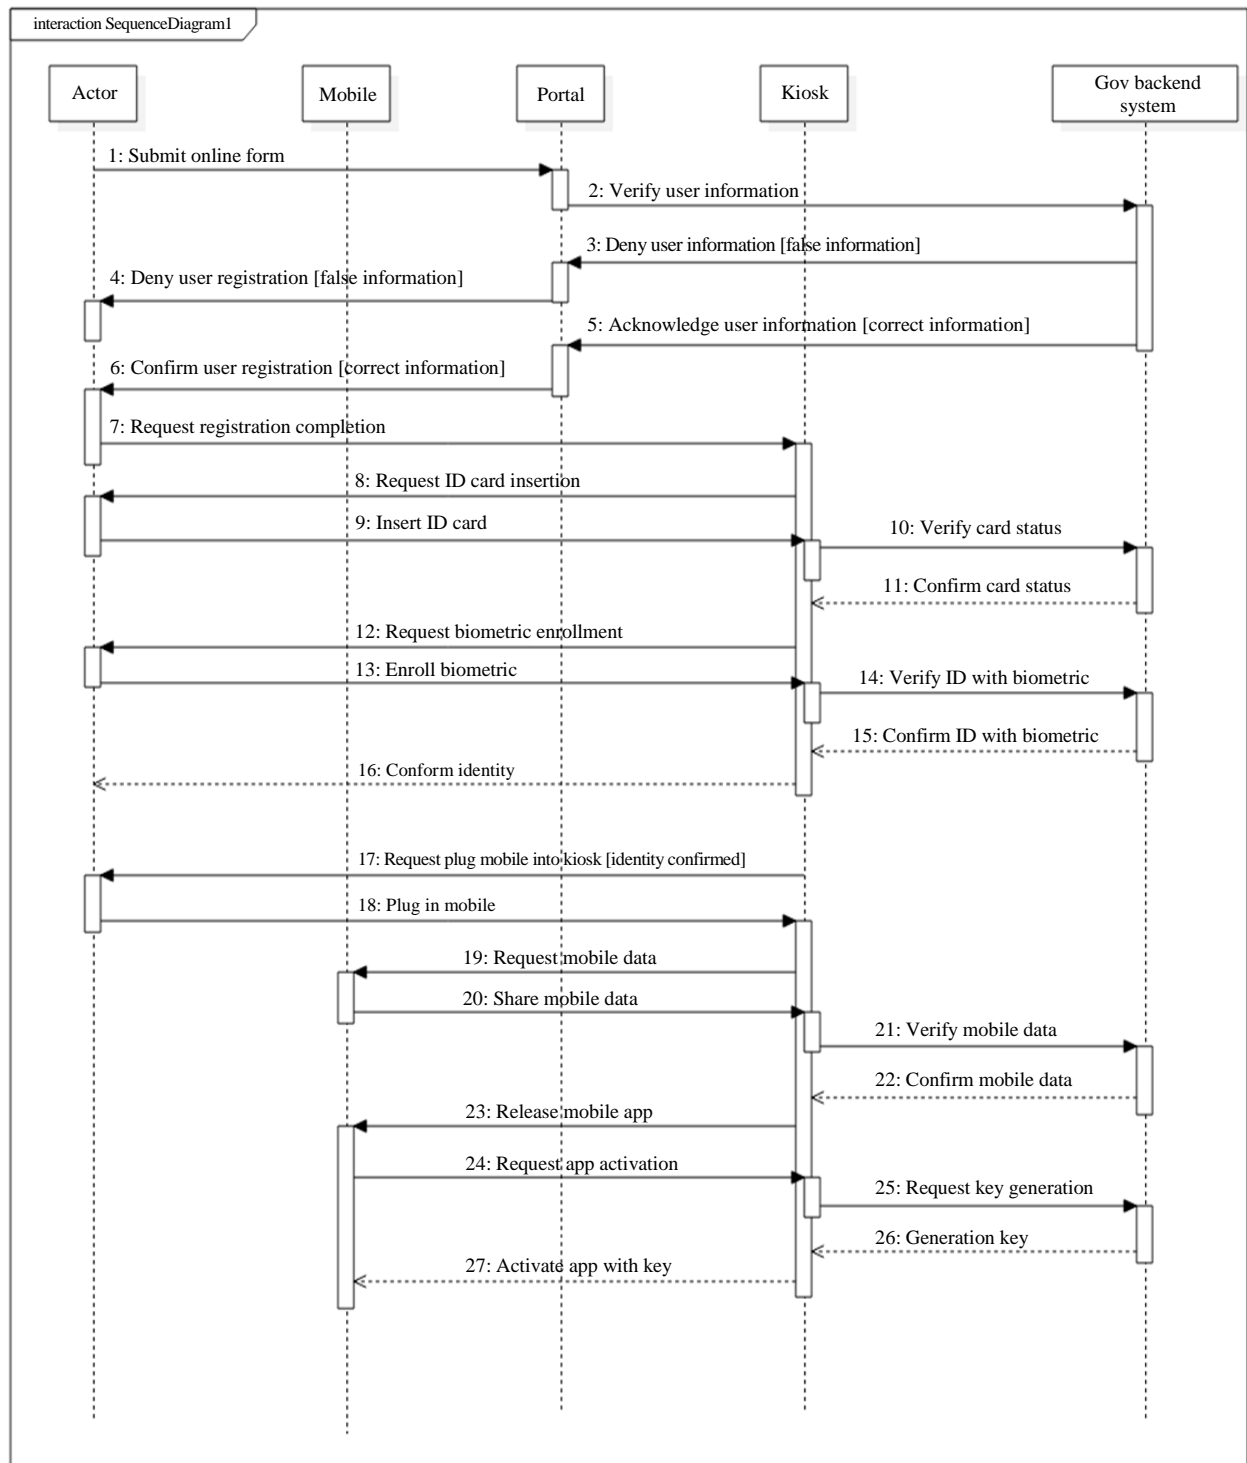 interaction SequenceDiagram1
Actor
Mobile
Portal
Kiosk
Gov backend
system
1: Submit online form
2: Verify user information
3: Deny user information [false information]
4: Deny user registration [false information]
5: Acknowledge user information [correct information]
6: Confirm user registration [correct information]
7: Request registration completion
8: Request ID card insertion
9: Insert ID card
10: Verify card status
11: Confirm card status
12: Request biometric enrollment
13: Enroll biometric
14: Verify ID with biometric
15: Confirm ID with biometric
16: Conform identity
17: Request plug mobile into kiosk [identity confirmed]
18: Plug in mobile
19: Request mobile data
20: Share mobile data
21: Verify mobile data
22: Confirm mobile data
23: Release mobile app
24: Request app activation
25: Request key generation
26: Generation key
27: Activate app with key